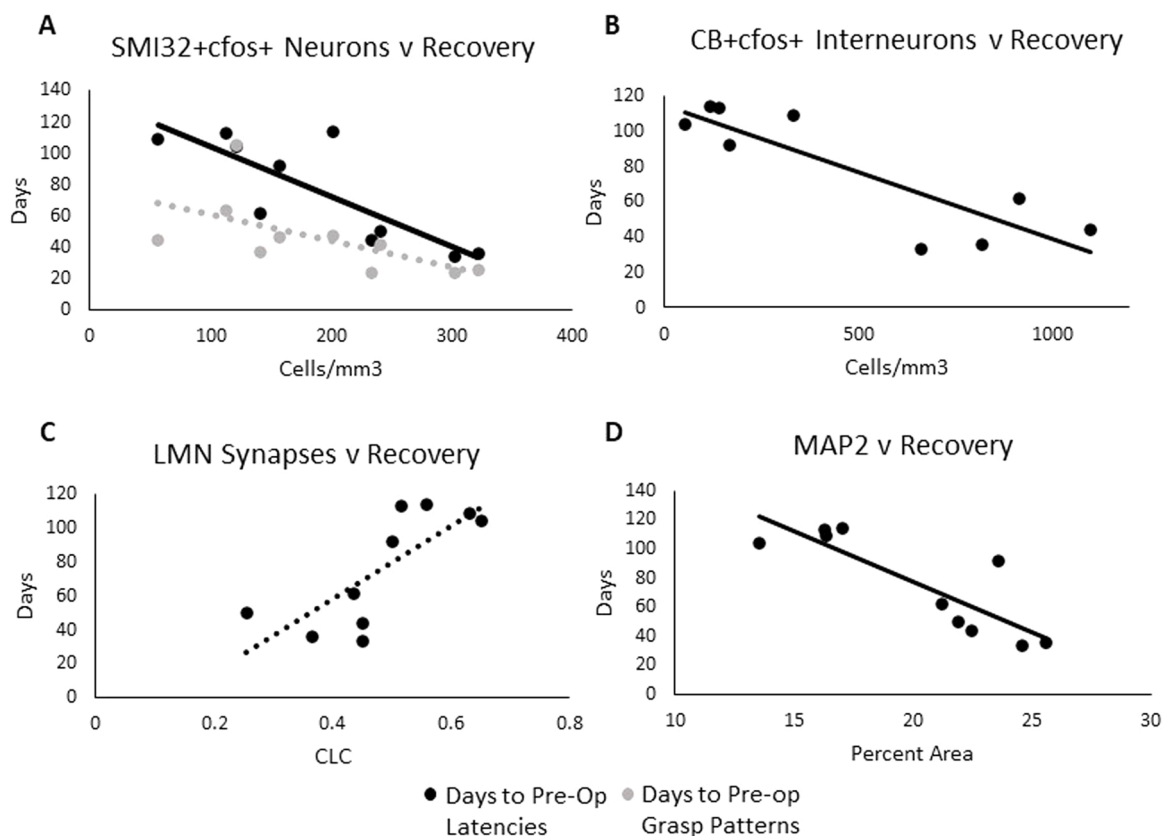 A
SMI32+cfos+ Neurons v Recovery
140
120
100
80
60
40
20
0
Days
0 100 200 300 400
Cells/mm3
B
CB+cfos+ Interneurons v Recovery
120
100
80
60
40
20
0
Days
0 500 1000
Cells/mm3
C
LMN Synapses v Recovery
120
100
80
60
40
20
0
Days
0 0.2 0.4 0.6 0.8
CLC
D
MAP2 v Recovery
140
120
100
80
60
40
20
0
Days
10 15 20 25 30
Percent Area
Days to Pre-Op
Latencies
Days to Pre-op
Grasp Patterns